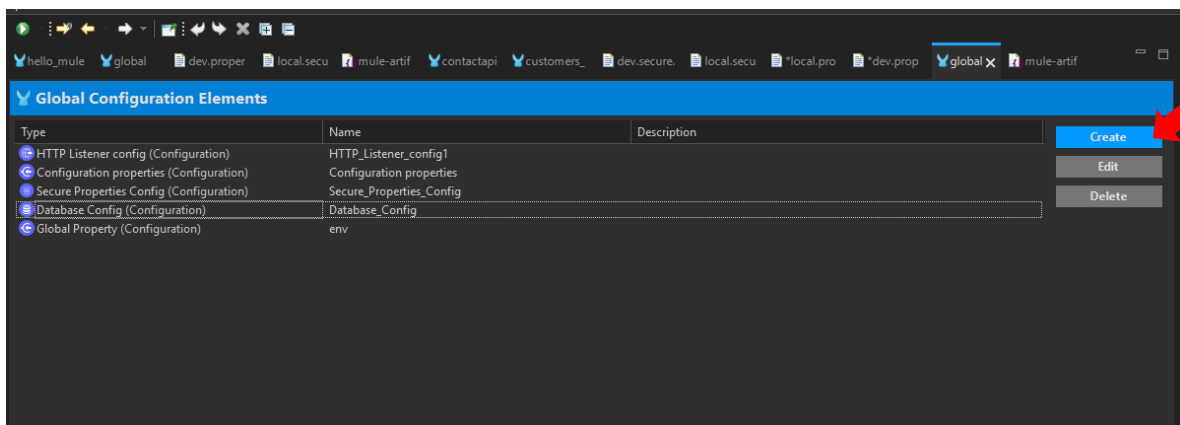 hello_mule global dev.proper local.secu mule-artif contactapi customers_ dev.secure. local.secu *local.pro *dev.prop global mule-artif
Global Configuration Elements
Type Name Description
Create
HTTP Listener config (Configuration) HTTP_Listener_config1
Configuration properties (Configuration) Configuration properties
Edit
Secure Properties Config (Configuration) Secure_Properties_Config
Delete
Database Config (Configuration) Database_Config
Global Property (Configuration) env